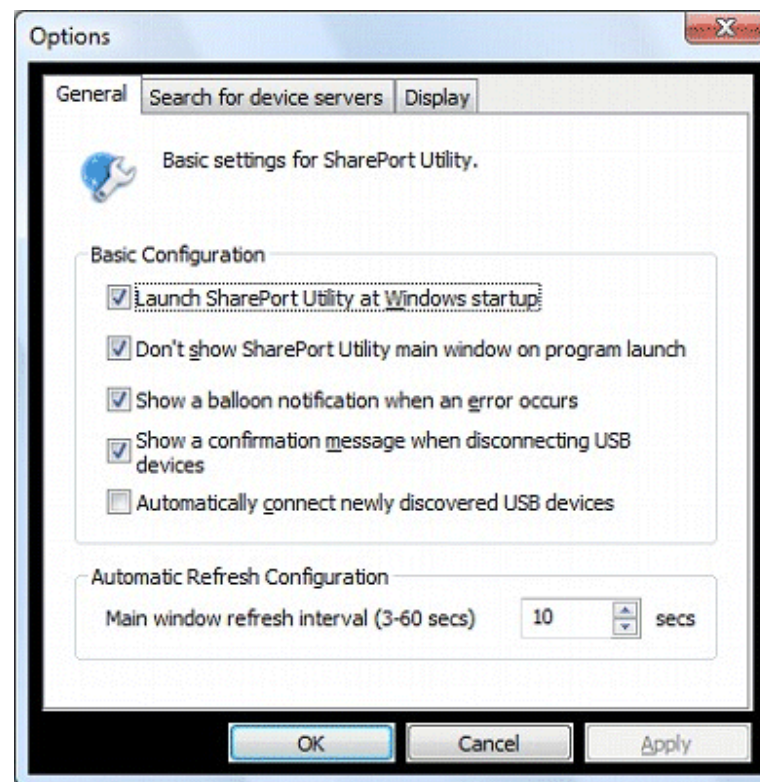 Options
General
Search for device servers
Display
Basic settings for SharePort Utility.
Basic Configuration
Launch SharePort Utility at Windows startup
Don't show SharePort Utility main window on program launch
Show a balloon notification when an error occurs
Show a confirmation message when disconnecting USB
devices
Automatically connect newly discovered USB devices
Automatic Refresh Configuration
Main window refresh interval (3-60 secs) 10 secs
OK Cancel Apply